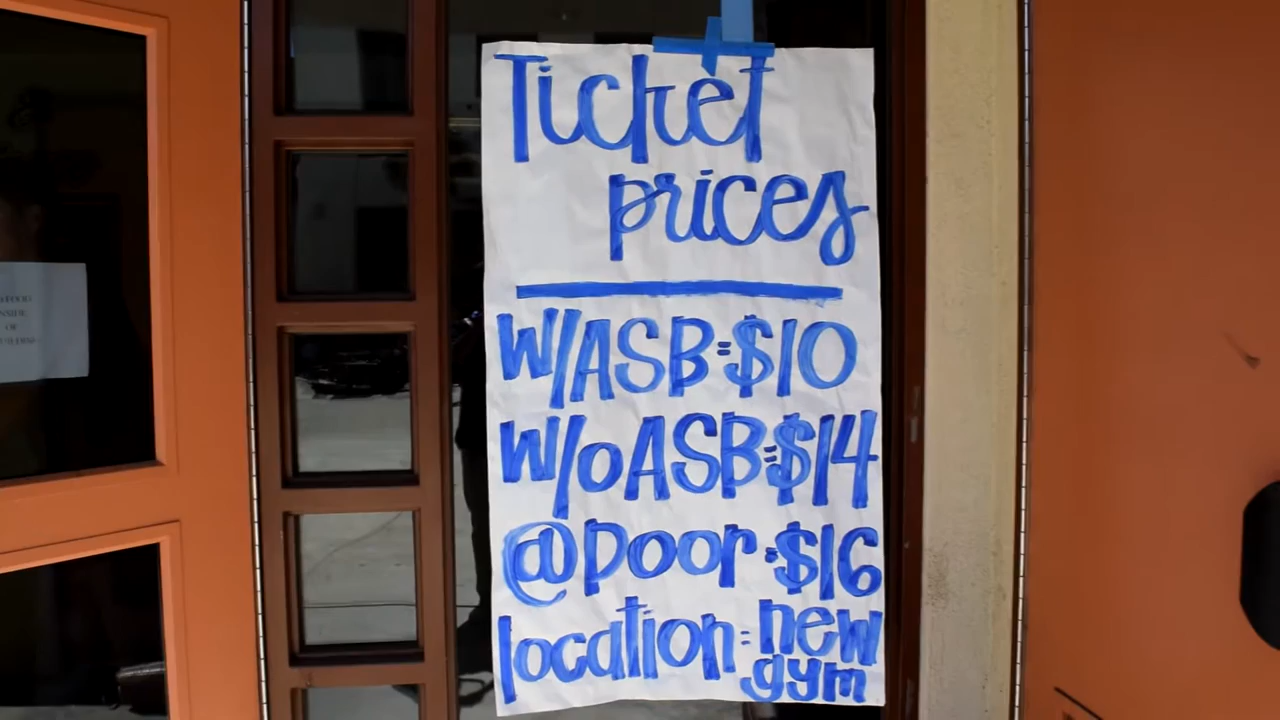 Ticket
prices
W/ASB=$10
W/oASB=$14
@Door=$16
location=new
gym